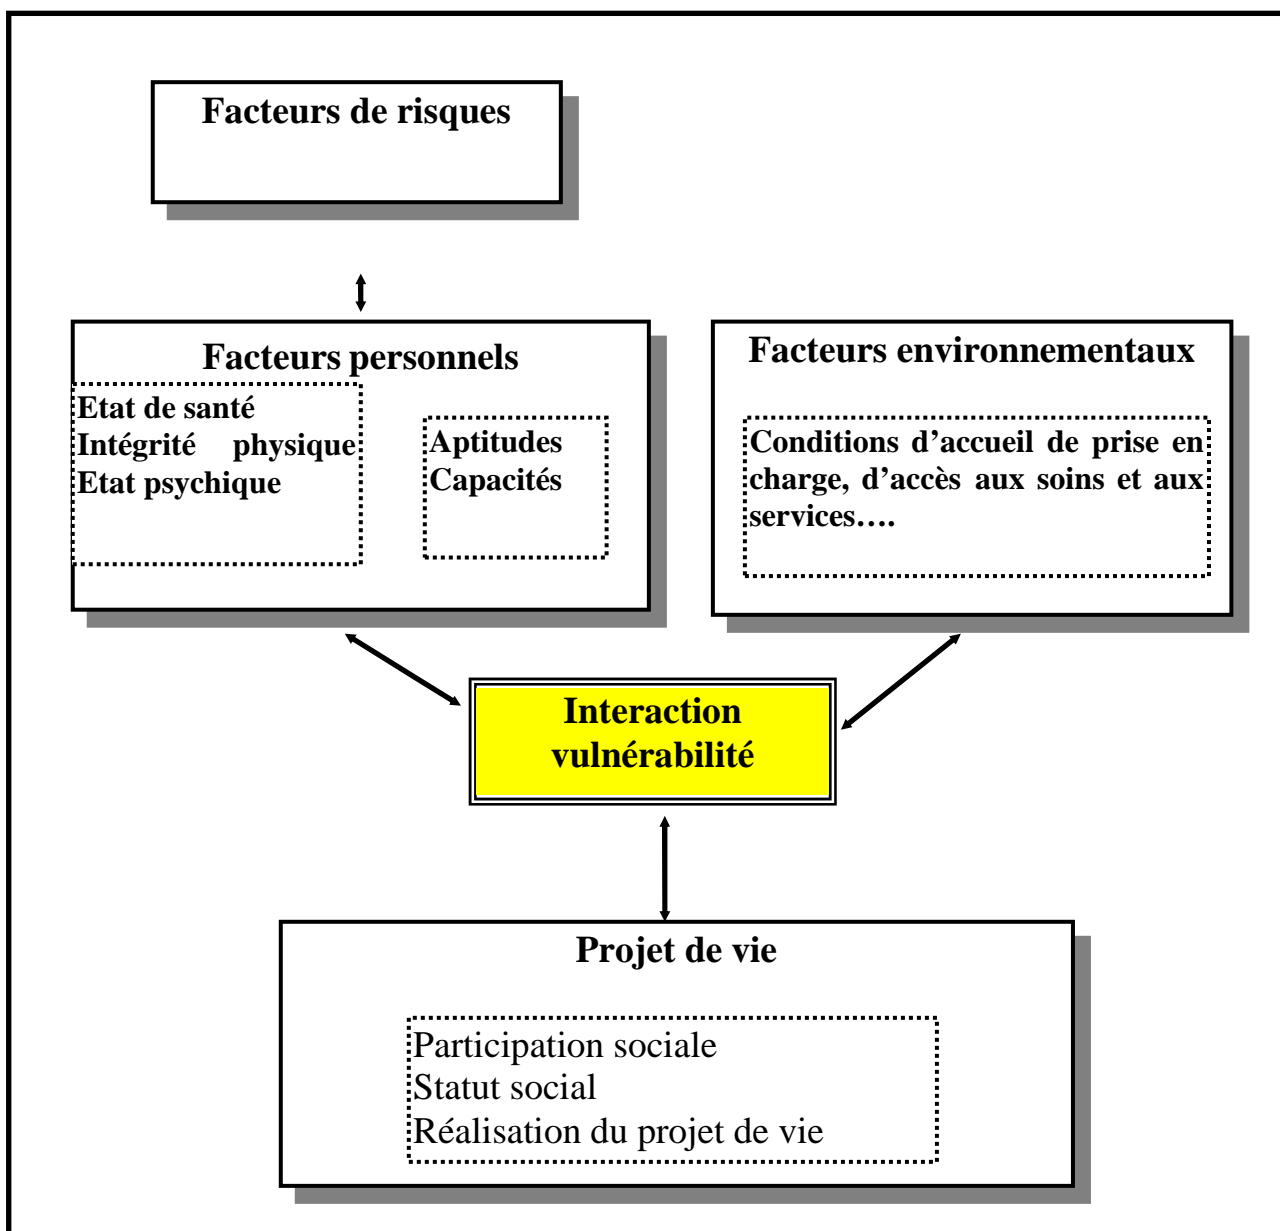 Facteurs de risques
Facteurs personnels
Etat de santé
Intégrité physique
Etat psychique
Aptitudes
Capacités
Facteurs environnementaux
Conditions d’accueil de prise en
charge, d’accès aux soins et aux
services….
Interaction
vulnérabilité
Projet de vie
Participation sociale
Statut social
Réalisation du projet de vie